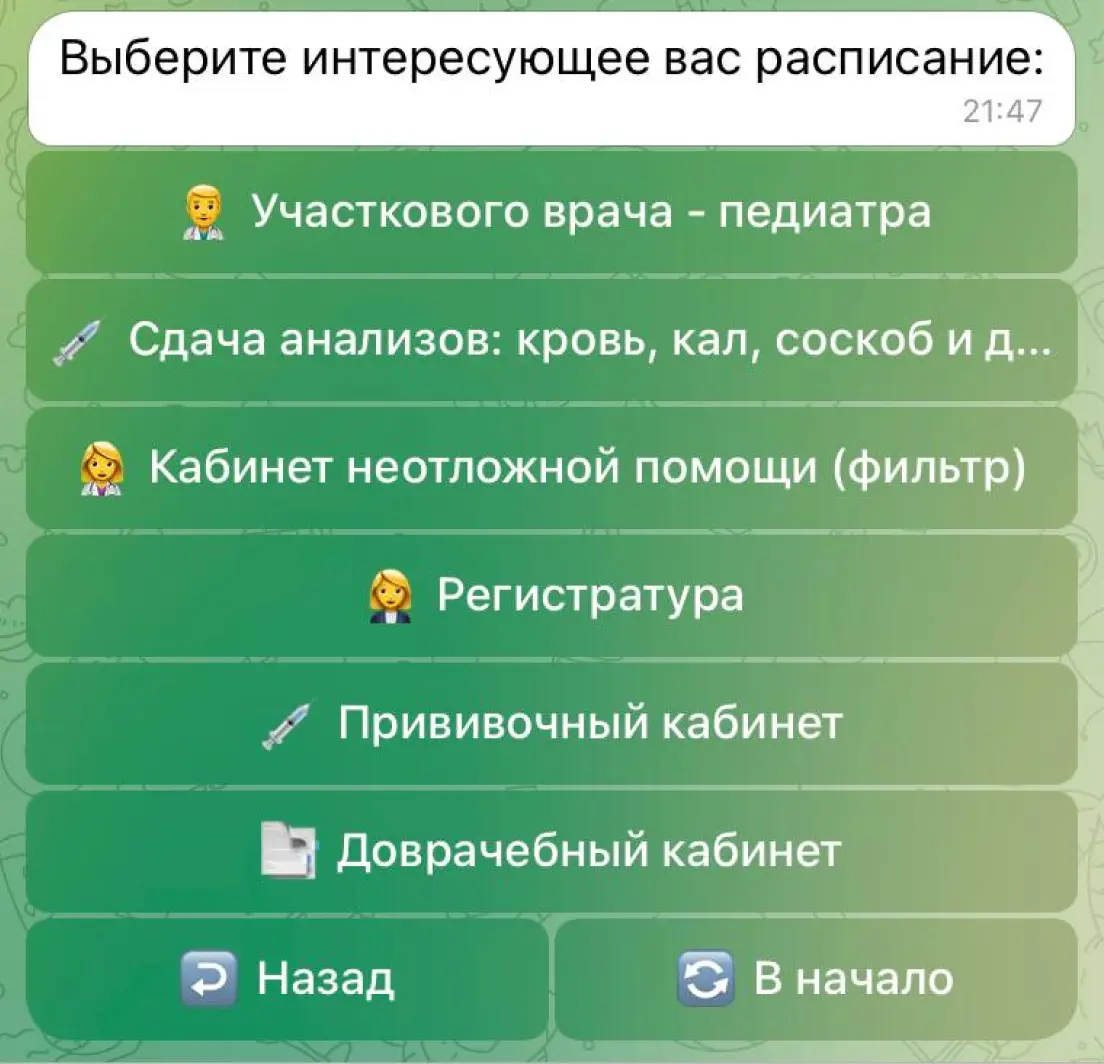 Выберите интересующее вас расписание:
21:47
Участкового врача - педиатра
Сдача анализов: кровь, кал, соскоб и д...
Кабинет неотложной помощи (фильтр)
Регистратура
Прививочный кабинет
Доврачебный кабинет
Назад
В начало